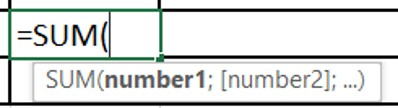 =SUM(
SUM(number1; [number2]; ...)